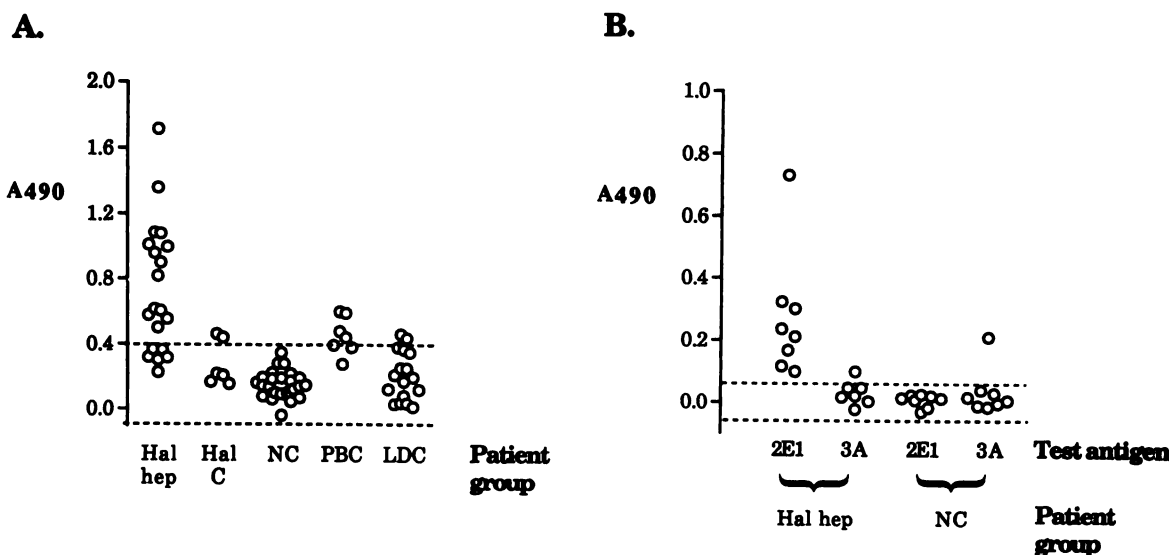 A.
2.0
1.6
A490
1.2
0.8
0.4
0.0
Hal hep
Hal C
NC
PBC
LDC
Patient group
B.
1.0
0.8
A490
0.6
0.4
0.2
0.0
2E1 3A 2E1 3A Test antigen
Hal hep NC Patient group